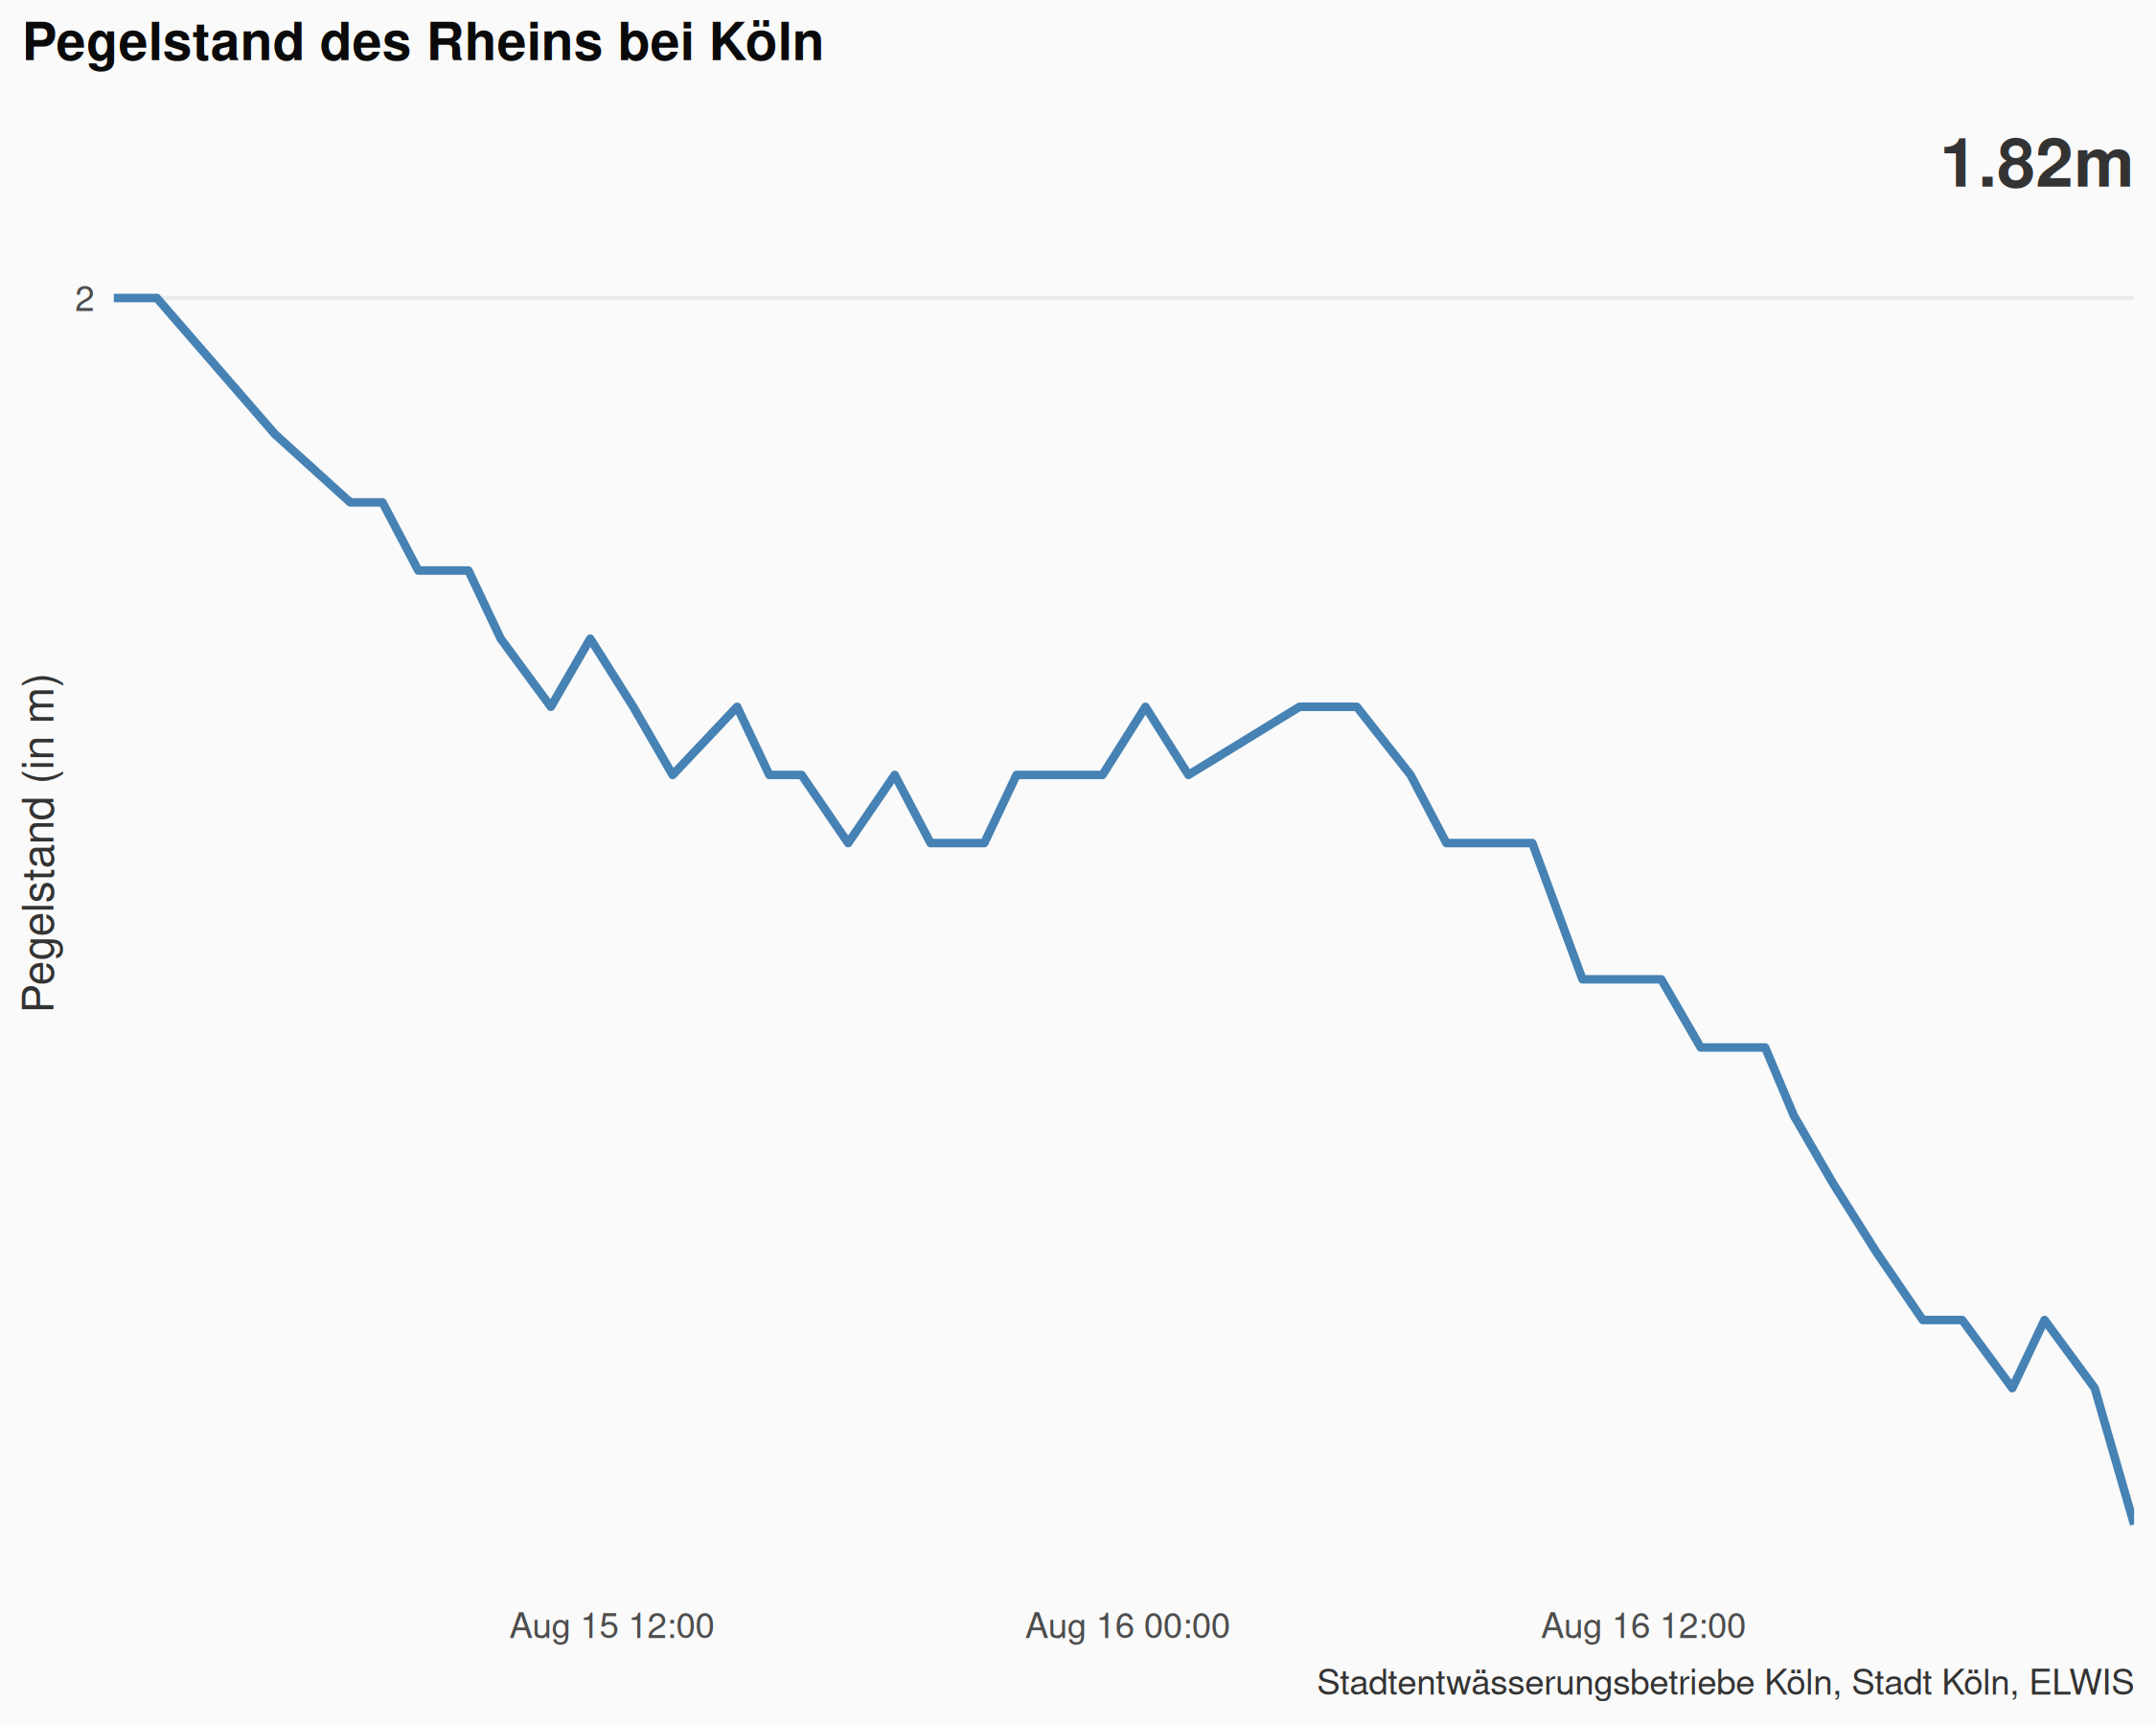 Pegelstand des Rheins bei Köln
1.82m
2
Pegelstand (in m)
Aug 15 12:00
Aug 16 00:00
Aug 16 12:00
Stadtentwässerungsbetriebe Köln, Stadt Köln, ELWIS